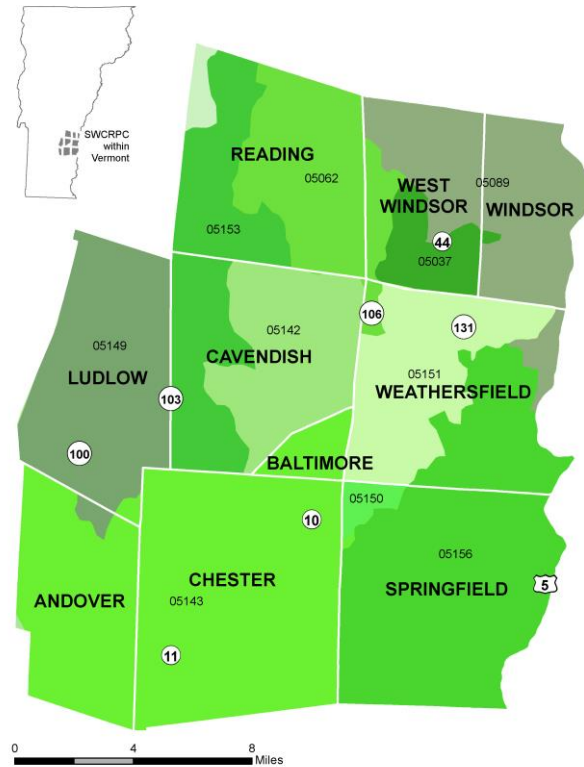 SWCRPC
within
Vermont
READING
05062
05153
WEST
WINDSOR
05089
WINDSOR
44
05037
106
131
05142
CAVENDISH
05149
LUDLOW
05151
WEATHERSFIELD
103
100
BALTIMORE
05150
10
05156
SPRINGFIELD
5
CHESTER
05143
ANDOVER
11
0 4 8
Miles